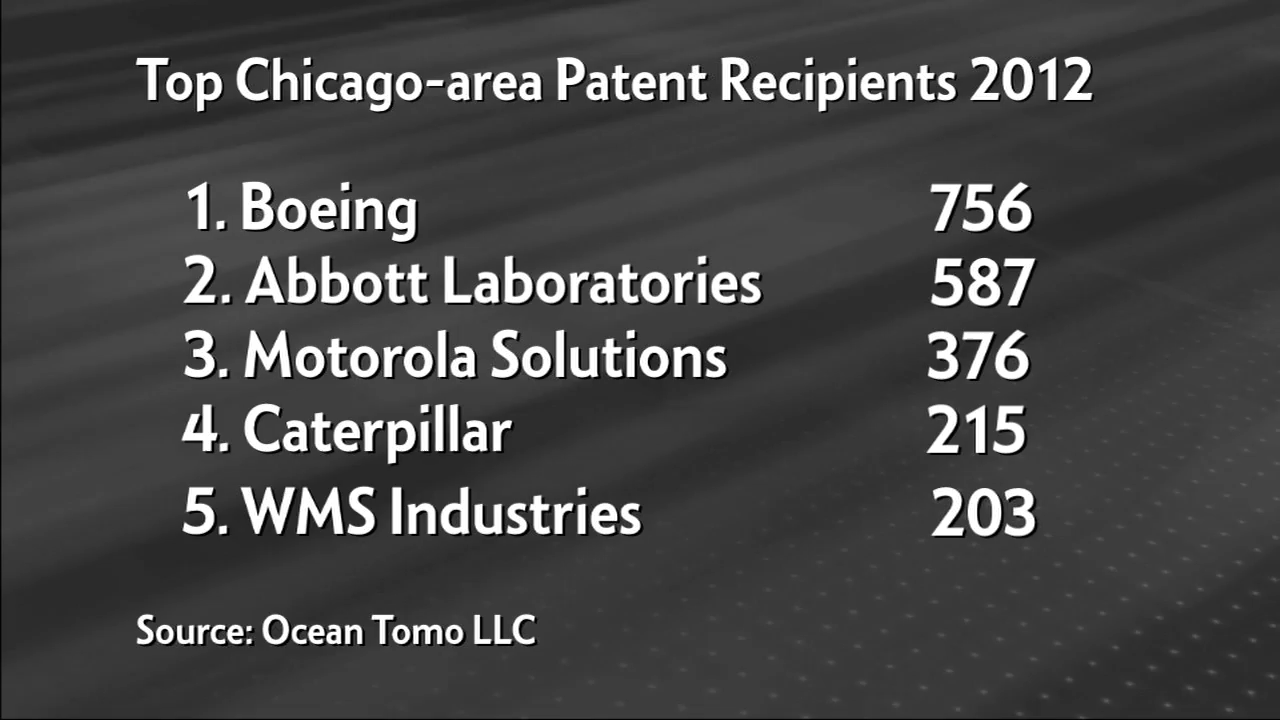 Top Chicago-area Patent Recipients 2012
1. Boeing 756
2. Abbott Laboratories 587
3. Motorola Solutions 376
4. Caterpillar 215
5. WMS Industries 203
Source: Ocean Tomo LLC